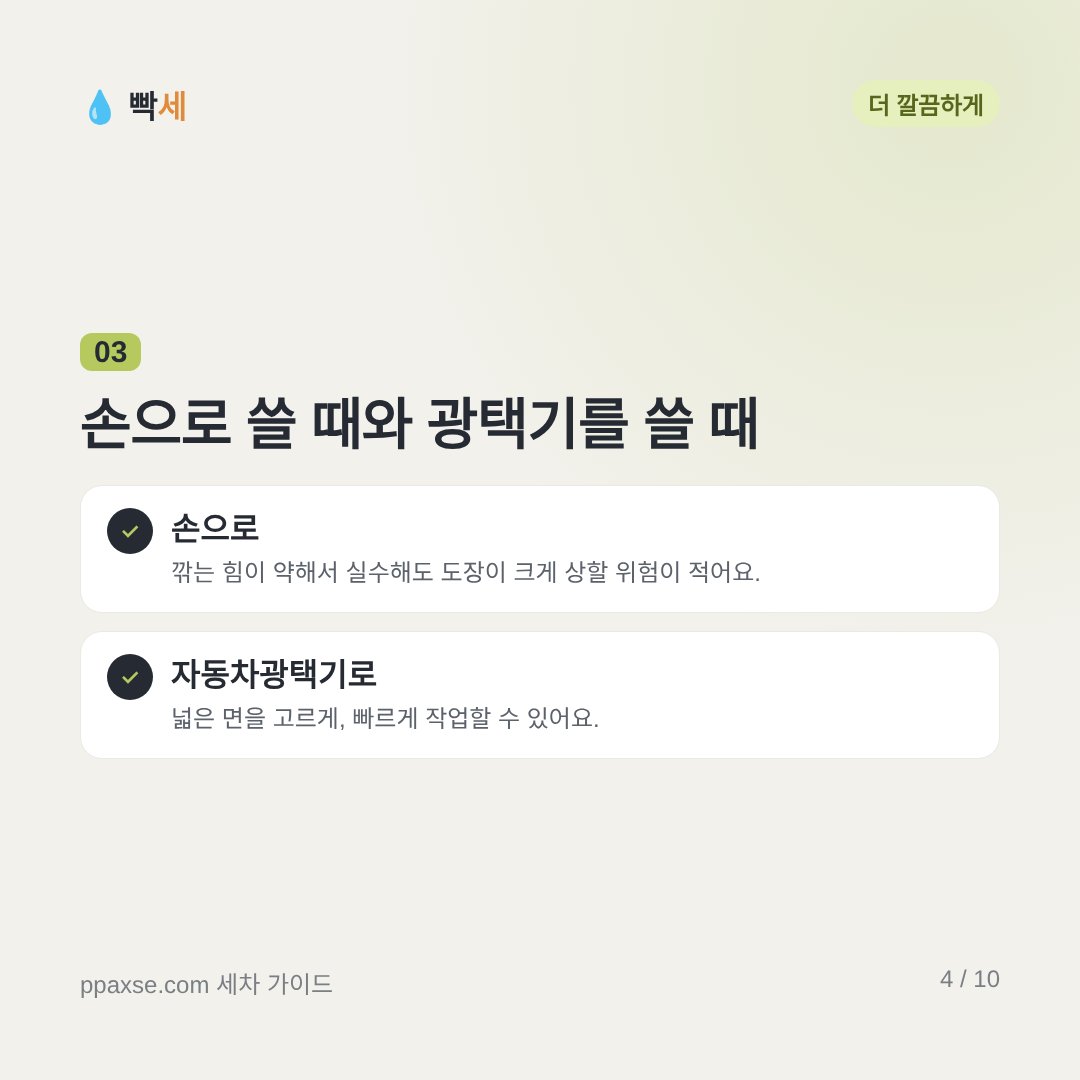 빡세
더 깔끔하게
03
손으로 쓸 때와 광택기를 쓸 때
손으로
깎는 힘이 약해서 실수해도 도장이 크게 상할 위험이 적어요.
자동차광택기로
넓은 면을 고르게, 빠르게 작업할 수 있어요.
ppaxse.com 세차 가이드
4 / 10